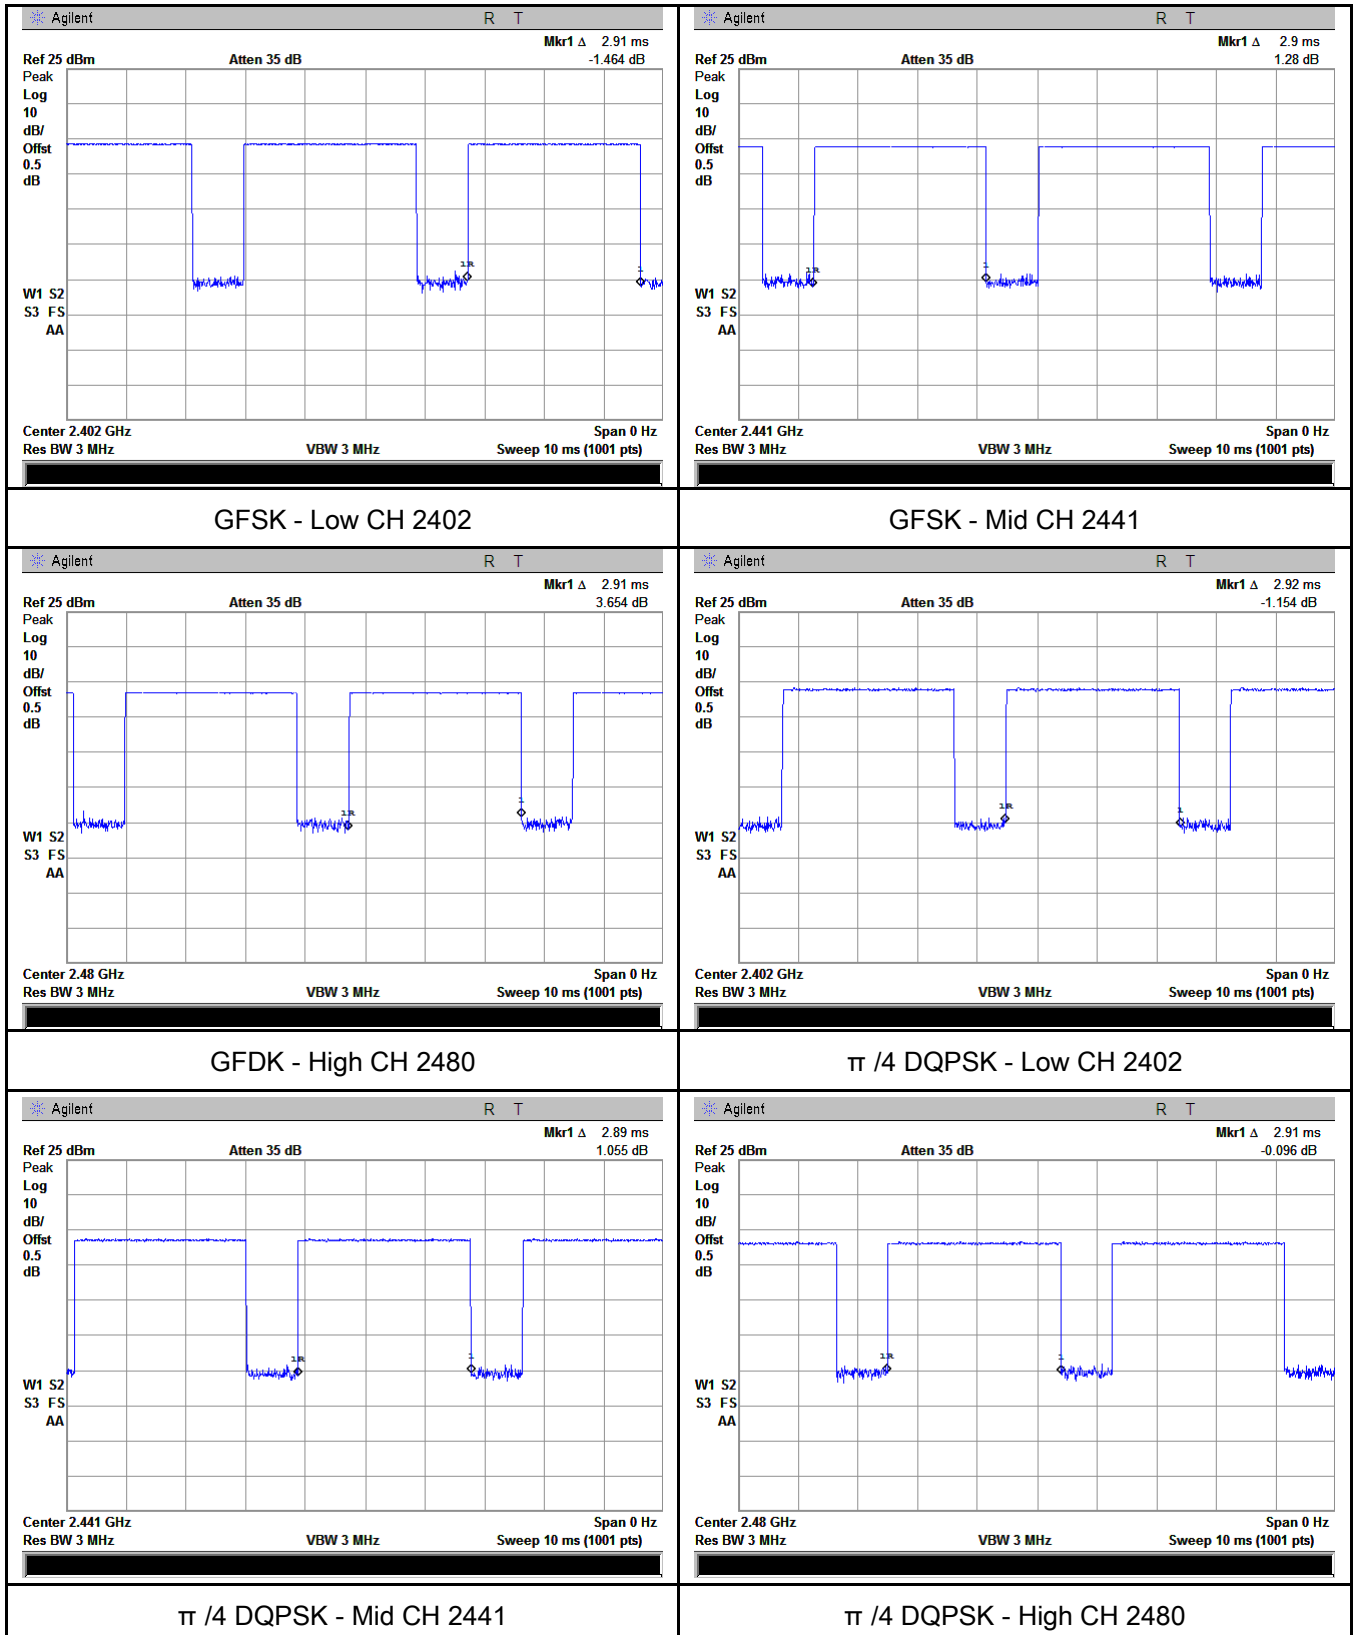 Agilent R T
Mkr1 Δ 2.91 ms
Ref 25 dBm Atten 35 dB -1.464 dB
Peak
Log
10
dB/
Offst
0.5
dB
1R
1
W1 S2
S3 FS
AA
Center 2.402 GHz Span 0 Hz
Res BW 3 MHz VBW 3 MHz Sweep 10 ms (1001 pts)
GFSK - Low CH 2402
Agilent R T
Mkr1 Δ 2.9 ms
Ref 25 dBm Atten 35 dB 1.28 dB
Peak
Log
10
dB/
Offst
0.5
dB
1R
1
W1 S2
S3 FS
AA
Center 2.441 GHz Span 0 Hz
Res BW 3 MHz VBW 3 MHz Sweep 10 ms (1001 pts)
GFSK - Mid CH 2441
Agilent R T
Mkr1 Δ 2.91 ms
Ref 25 dBm Atten 35 dB 3.654 dB
Peak
Log
10
dB/
Offst
0.5
dB
1R
1
W1 S2
S3 FS
AA
Center 2.48 GHz Span 0 Hz
Res BW 3 MHz VBW 3 MHz Sweep 10 ms (1001 pts)
GFDK - High CH 2480
Agilent R T
Mkr1 Δ 2.92 ms
Ref 25 dBm Atten 35 dB -1.154 dB
Peak
Log
10
dB/
Offst
0.5
dB
1R
1
W1 S2
S3 FS
AA
Center 2.402 GHz Span 0 Hz
Res BW 3 MHz VBW 3 MHz Sweep 10 ms (1001 pts)
π /4 DQPSK - Low CH 2402
Agilent R T
Mkr1 Δ 2.89 ms
Ref 25 dBm Atten 35 dB 1.055 dB
Peak
Log
10
dB/
Offst
0.5
dB
1R
1
W1 S2
S3 FS
AA
Center 2.441 GHz Span 0 Hz
Res BW 3 MHz VBW 3 MHz Sweep 10 ms (1001 pts)
π /4 DQPSK - Mid CH 2441
Agilent R T
Mkr1 Δ 2.91 ms
Ref 25 dBm Atten 35 dB -0.096 dB
Peak
Log
10
dB/
Offst
0.5
dB
1R
1
W1 S2
S3 FS
AA
Center 2.48 GHz Span 0 Hz
Res BW 3 MHz VBW 3 MHz Sweep 10 ms (1001 pts)
π /4 DQPSK - High CH 2480